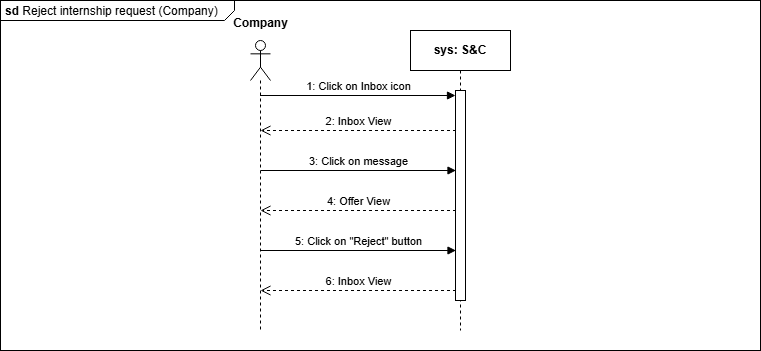 sd Reject internship request (Company)
Company
sys: S&C
1: Click on Inbox icon
2: Inbox View
3: Click on message
4: Offer View
5: Click on "Reject" button
6: Inbox View